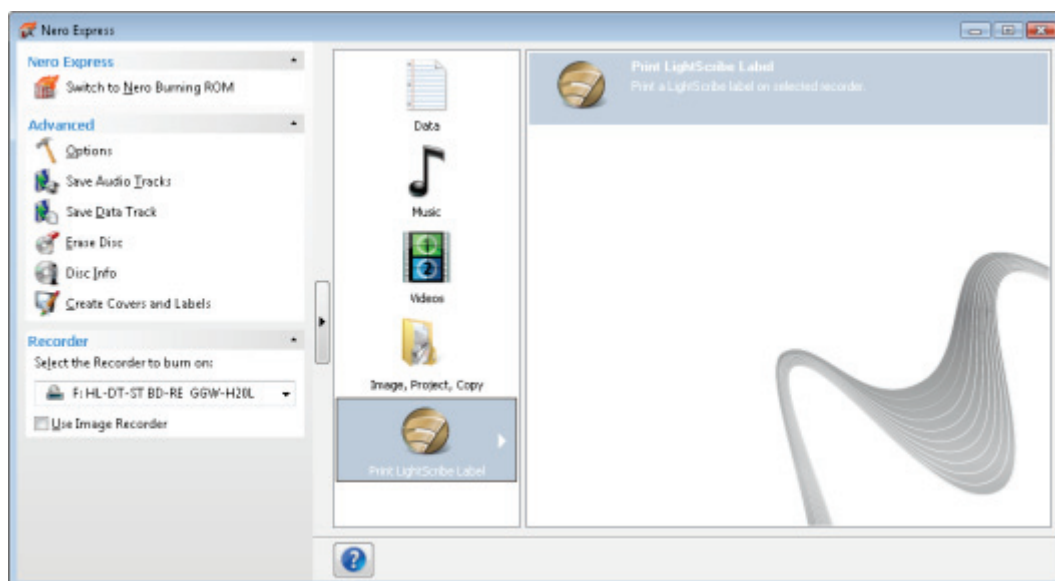 Nero Express
Nero Express
Switch to Nero Burning ROM
Advanced
Options
Save Audio Tracks
Save Data Track
Erase Disc
Disc Info
Create Covers and Labels
Recorder
Select the Recorder to burn on:
F: HL-DT-ST BD-RE GGW-H20L
Use Image Recorder
Data
Music
Videos
Image, Project, Copy
Print LightScribe Label
Print LightScribe Label
Print a LightScribe label on selected recorder.